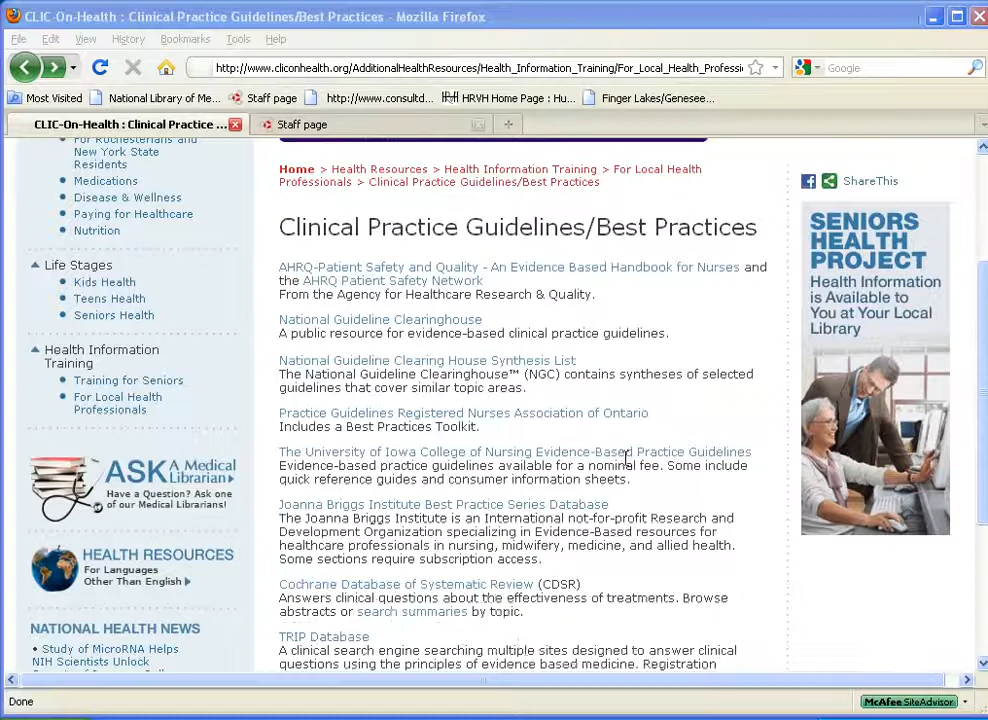 CLIC-On-Health : Clinical Practice Guidelines/Best Practices - Mozilla Firefox
File Edit View History Bookmarks Tools Help
http://www.cliconhealth.org/AdditionalHealthResources/Health_Information_Training/For_Local_Health_Professi
Google
Most Visited National Library of Me... Staff page http://www.consultd... HRVH Home Page : Hu... Finger Lakes/Genesee...
CLIC-On-Health : Clinical Practice ... Staff page
For Rochesterians and
New York State
Residents
Medications
Disease & Wellness
Paying for Healthcare
Nutrition
Life Stages
Kids Health
Teens Health
Seniors Health
Health Information
Training
Training for Seniors
For Local Health
Professionals
ASK A Medical
Librarian
Have a Question? Ask one
of our Medical Librarians!
HEALTH RESOURCES
For Languages
Other Than English
NATIONAL HEALTH NEWS
• Study of MicroRNA Helps
NIH Scientists Unlock
Home > Health Resources > Health Information Training > For Local Health
Professionals > Clinical Practice Guidelines/Best Practices
Clinical Practice Guidelines/Best Practices
AHRQ-Patient Safety and Quality - An Evidence Based Handbook for Nurses and
the AHRQ Patient Safety Network
From the Agency for Healthcare Research & Quality.
National Guideline Clearinghouse
A public resource for evidence-based clinical practice guidelines.
National Guideline Clearing House Synthesis List
The National Guideline Clearinghouse™ (NGC) contains syntheses of selected
guidelines that cover similar topic areas.
Practice Guidelines Registered Nurses Association of Ontario
Includes a Best Practices Toolkit.
The University of Iowa College of Nursing Evidence-Based Practice Guidelines
Evidence-based practice guidelines available for a nominal fee. Some include
quick reference guides and consumer information sheets.
Joanna Briggs Institute Best Practice Series Database
The Joanna Briggs Institute is an International not-for-profit Research and
Development Organization specializing in Evidence-Based resources for
healthcare professionals in nursing, midwifery, medicine, and allied health.
Some sections require subscription access.
Cochrane Database of Systematic Review (CDSR)
Answers clinical questions about the effectiveness of treatments. Browse
abstracts or search summaries by topic.
TRIP Database
A clinical search engine searching multiple sites designed to answer clinical
questions using the principles of evidence based medicine. Registration
ShareThis
SENIORS
HEALTH
PROJECT
Health Information
is Available to
You at Your Local
Library
Done
McAfee SiteAdvisor